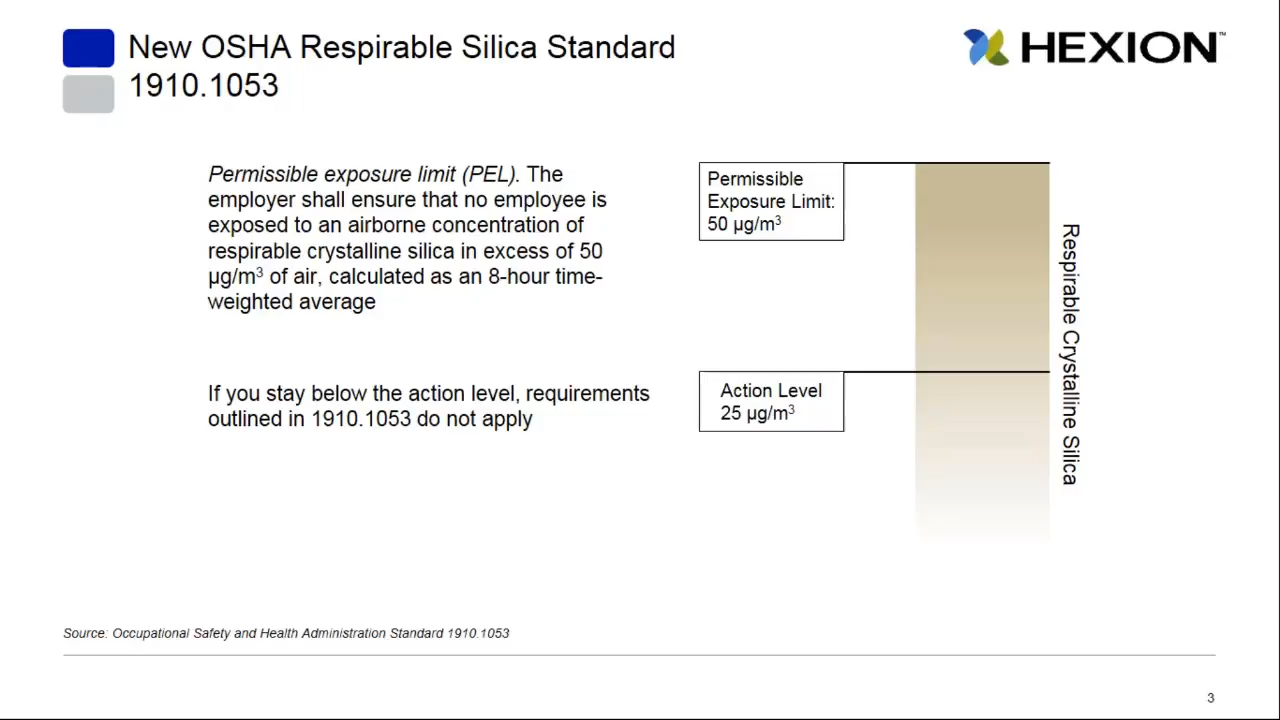 New OSHA Respirable Silica Standard
1910.1053
HEXION™
Permissible exposure limit (PEL). The
employer shall ensure that no employee is
exposed to an airborne concentration of
respirable crystalline silica in excess of 50
µg/m³ of air, calculated as an 8-hour time-
weighted average
If you stay below the action level, requirements
outlined in 1910.1053 do not apply
Permissible
Exposure Limit:
50 µg/m³
Action Level
25 µg/m³
Respirable Crystalline Silica
Source: Occupational Safety and Health Administration Standard 1910.1053
3